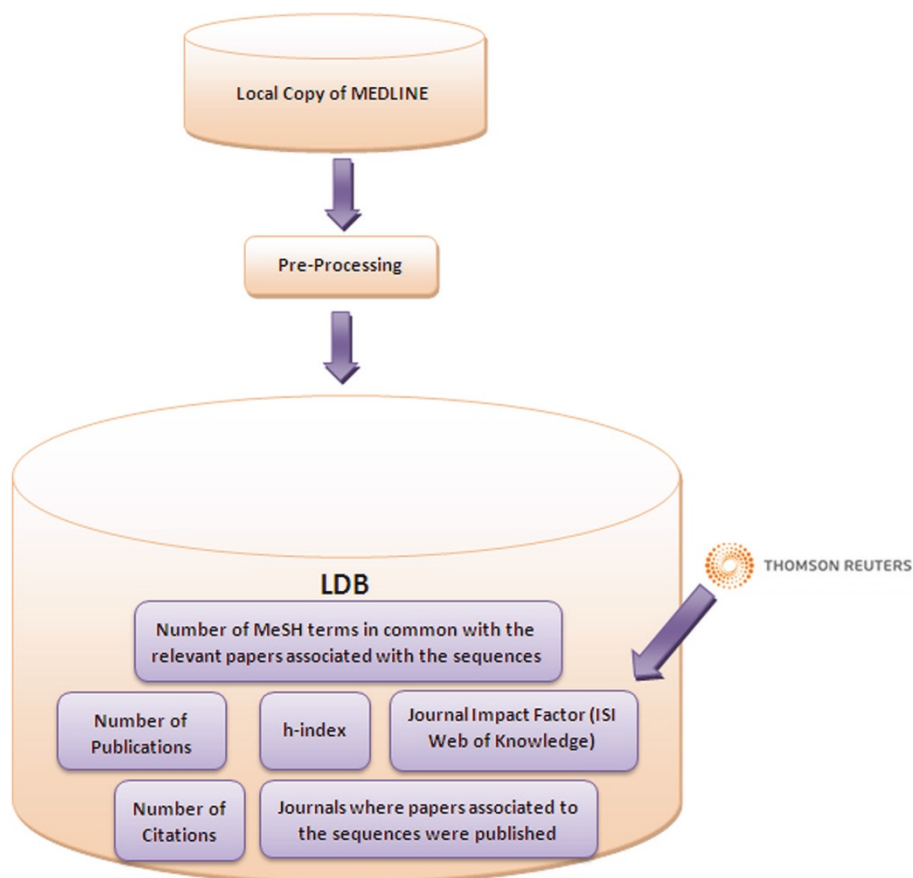 Local Copy of MEDLINE
Pre-Processing
LDB
THOMSON REUTERS
Number of MeSH terms in common with the
relevant papers associated with the sequences
Number of
Publications
h-index
Journal Impact Factor (ISI
Web of Knowledge)
Number of
Citations
Journals where papers associated to
the sequences were published